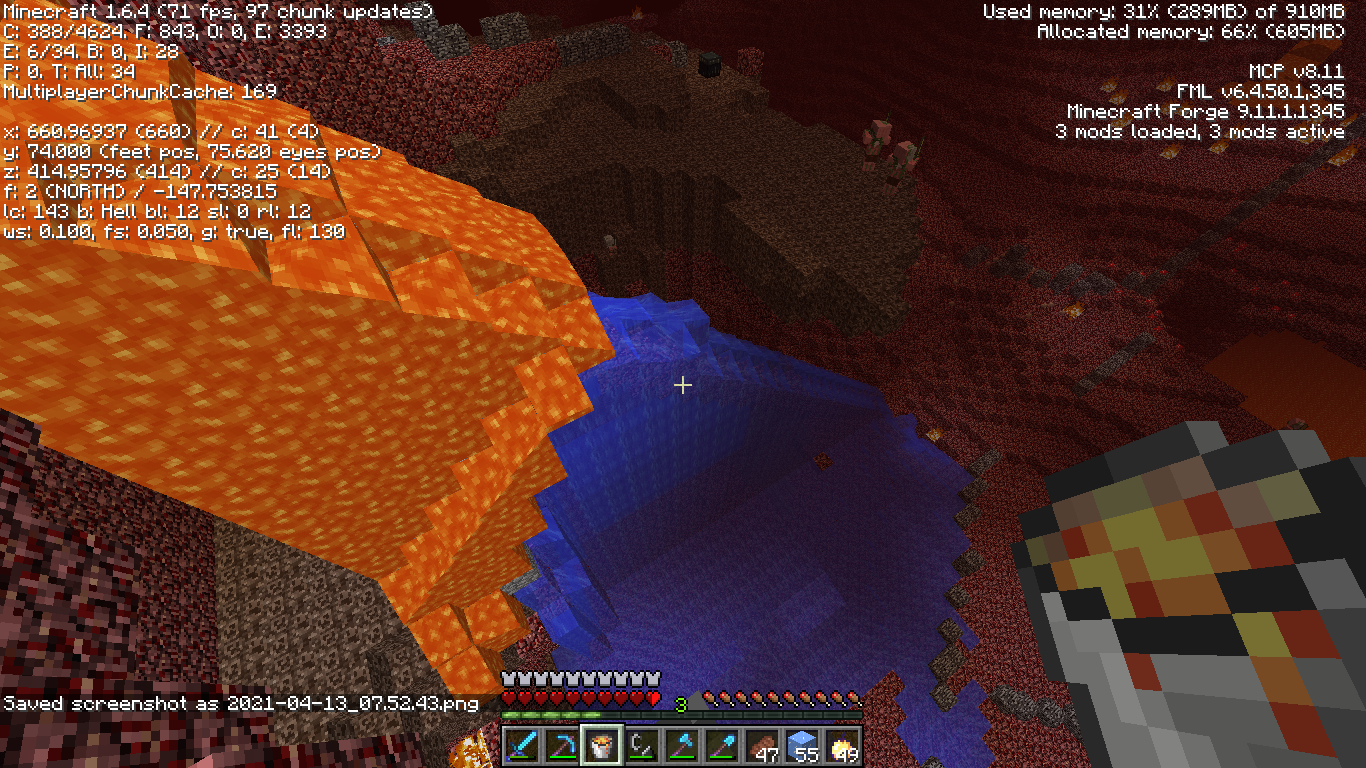 Minecraft 1.6.4 (71 fps, 97 chunk updates)
C: 388/4624, F: 843, O: 0, E: 3393
E: 6/34, B: 0, I: 28
P: 0, T: All: 34
MultiplayerChunkCache: 169
x: 660.96937 (660) // c: 41 (4)
y: 74.000 (feet pos, 75.620 eyes pos)
z: 414.95796 (414) // c: 25 (14)
f: 2 (NORTH) / -147.753815
lc: 143 b: Hell bl: 12 sl: 0 rl: 12
ws: 0.100, fs: 0.050, g: true, fl: 130
Used memory: 31% (289MB) of 910MB
Allocated memory: 66% (605MB)
MCP v8.11
FML v6.4.50.1,345
Minecraft Forge 9.11.1.1345
3 mods loaded, 3 mods active
Saved screenshot as 2021-04-13_07.52.43.png
3
47 55 49